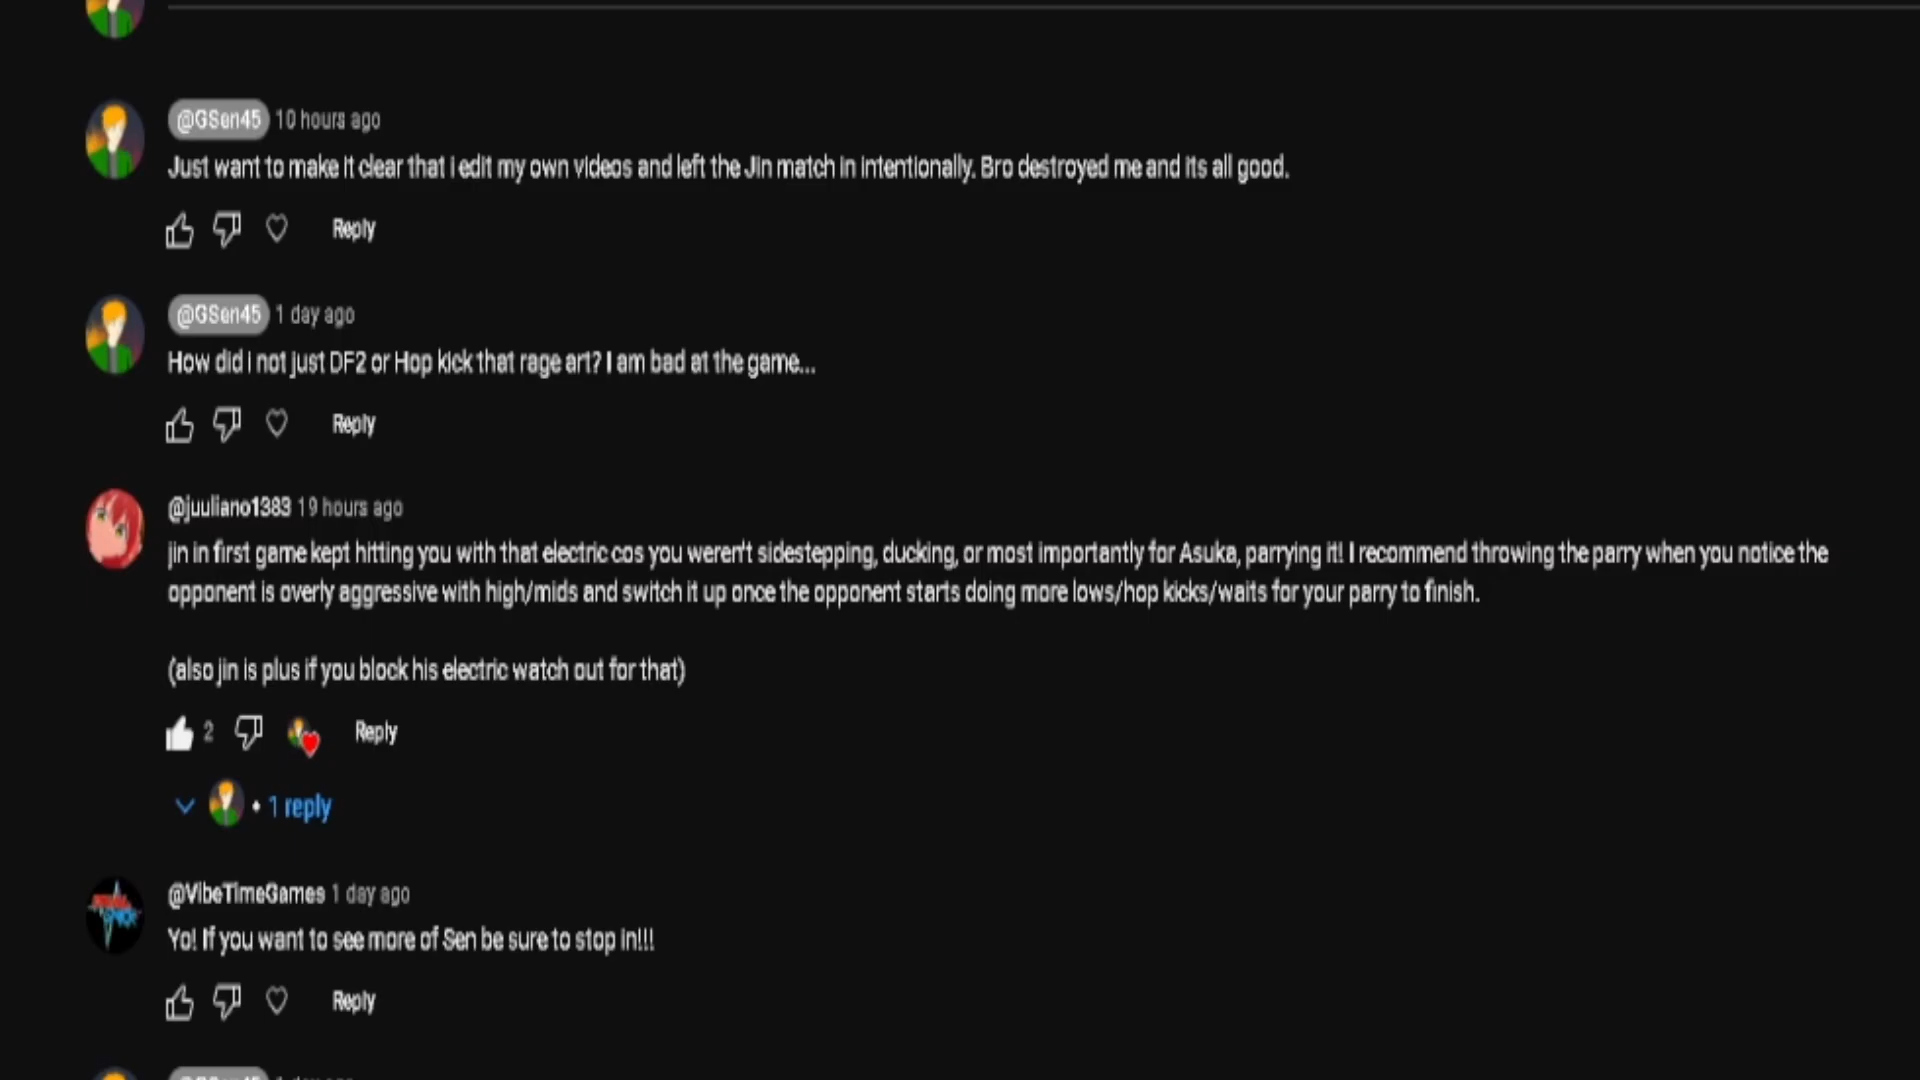 @GSen45 10 hours ago
Just want to make it clear that i edit my own videos and left the Jin match in intentionally. Bro destroyed me and its all good.
Reply
@GSen45 1 day ago
How did i not just DF2 or Hop kick that rage art? I am bad at the game...
Reply
@juuliano1383 19 hours ago
jin in first game kept hitting you with that electric cos you weren't sidestepping, ducking, or most importantly for Asuka, parrying it! I recommend throwing the parry when you notice the
opponent is overly aggressive with high/mids and switch it up once the opponent starts doing more lows/hop kicks/waits for your parry to finish.
(also jin is plus if you block his electric watch out for that)
2 Reply
• 1 reply
@VibeTimeGames 1 day ago
Yo! If you want to see more of Sen be sure to stop in!!!
Reply